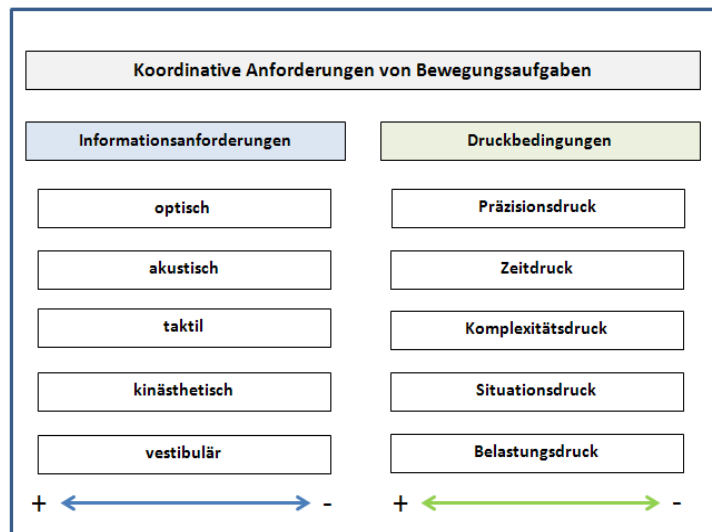 Koordinative Anforderungen von Bewegungsaufgaben
Informationsanforderungen
Druckbedingungen
optisch
Präzisionsdruck
akustisch
Zeitdruck
taktil
Komplexitätsdruck
kinästhetisch
Situationsdruck
vestibulär
Belastungsdruck
+ -
+ -